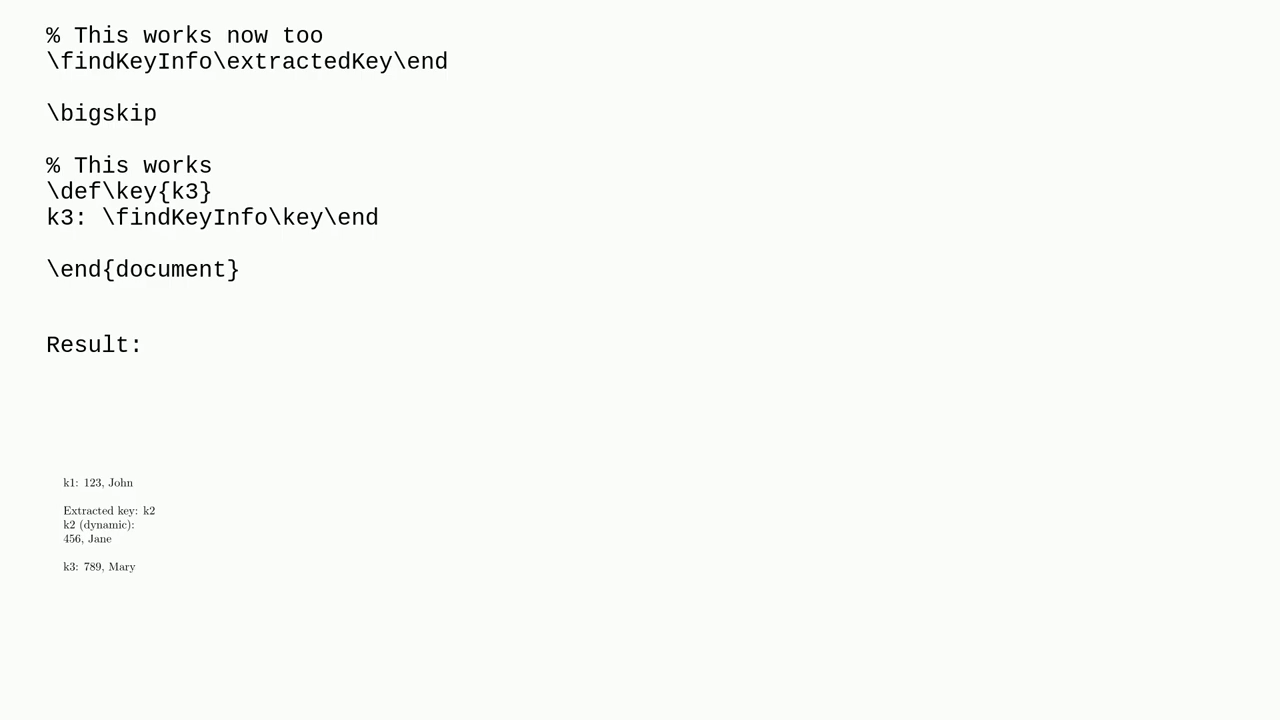 % This works now too
\findKeyInfo\extractedKey\end
\bigskip
% This works
\def\key{k3}
k3: \findKeyInfo\key\end
\end{document}
Result:
k1: 123, John
Extracted key: k2
k2 (dynamic):
456, Jane
k3: 789, Mary